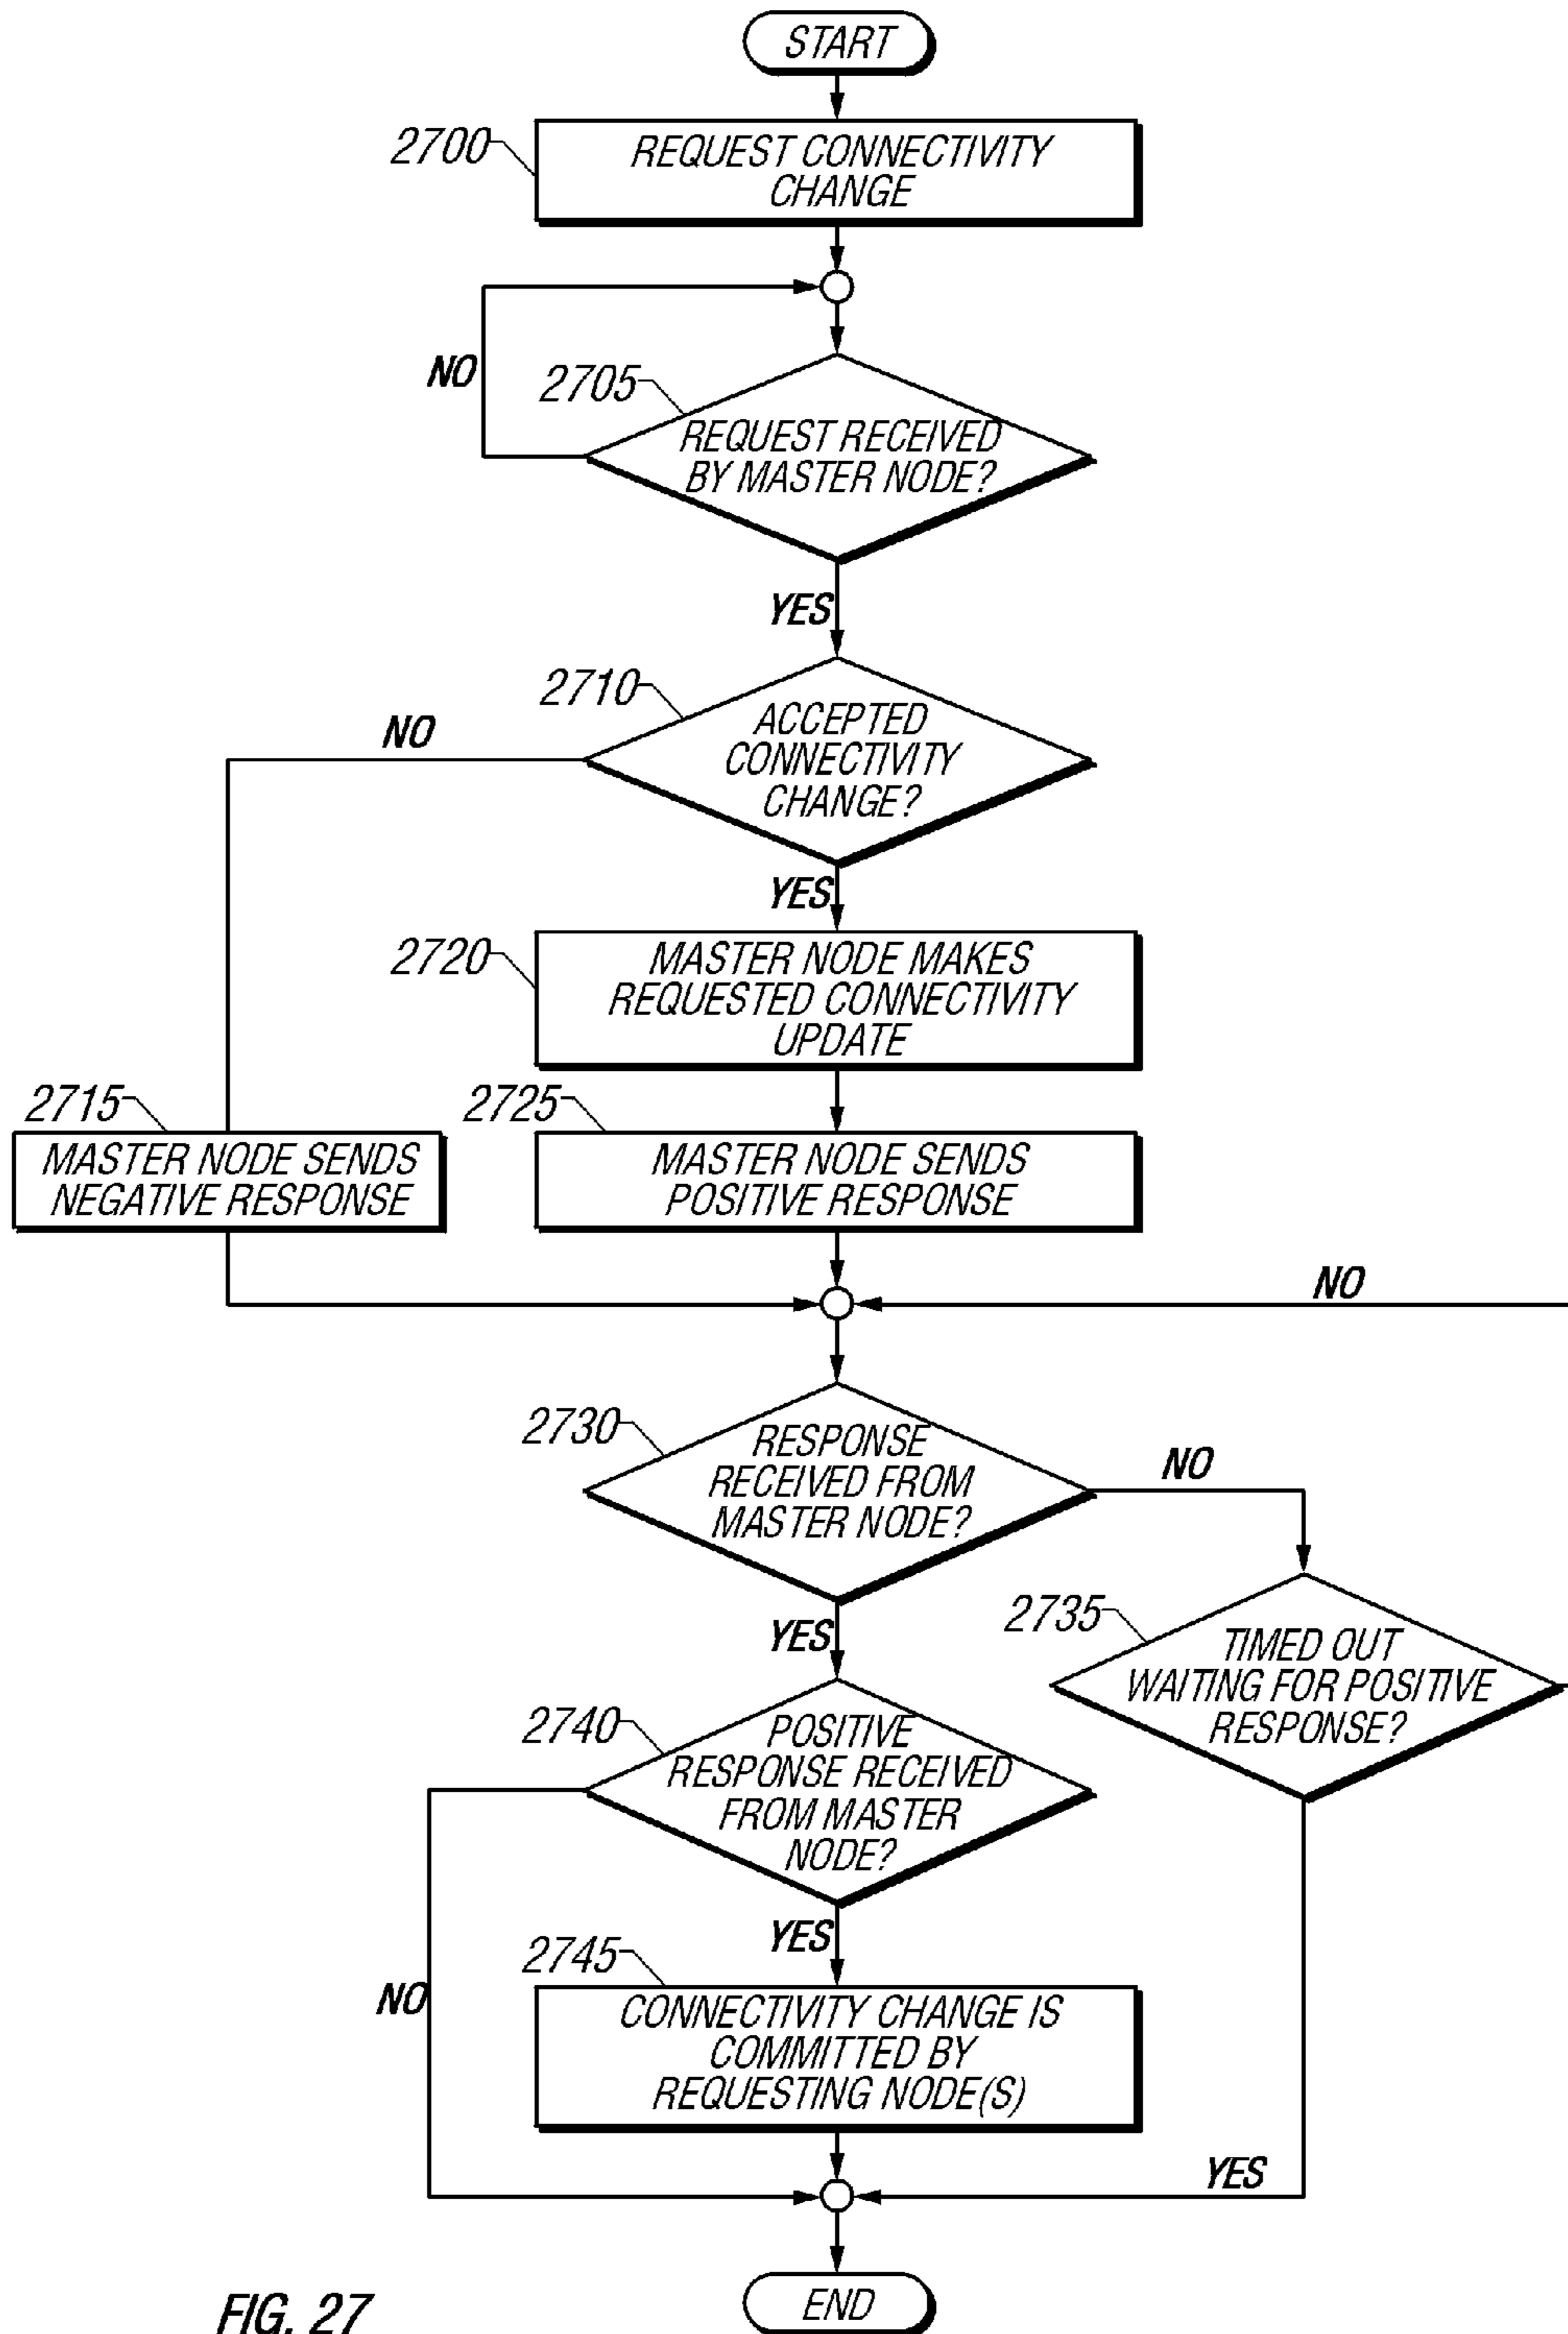 START
2700
REQUEST CONNECTIVITY
CHANGE
NO
2705
REQUEST RECEIVED
BY MASTER NODE?
YES
2710
NO
ACCEPTED
CONNECTIVITY
CHANGE?
YES
2720
MASTER NODE MAKES
REQUESTED CONNECTIVITY
UPDATE
2715
MASTER NODE SENDS
NEGATIVE RESPONSE
2725
MASTER NODE SENDS
POSITIVE RESPONSE
NO
2730
RESPONSE
RECEIVED FROM
MASTER NODE?
NO
YES
2735
TIMED OUT
WAITING FOR POSITIVE
RESPONSE?
2740
POSITIVE
RESPONSE RECEIVED
FROM MASTER
NODE?
YES
2745
NO
CONNECTIVITY CHANGE IS
COMMITTED BY
REQUESTING NODE(S)
YES
END
FIG. 27